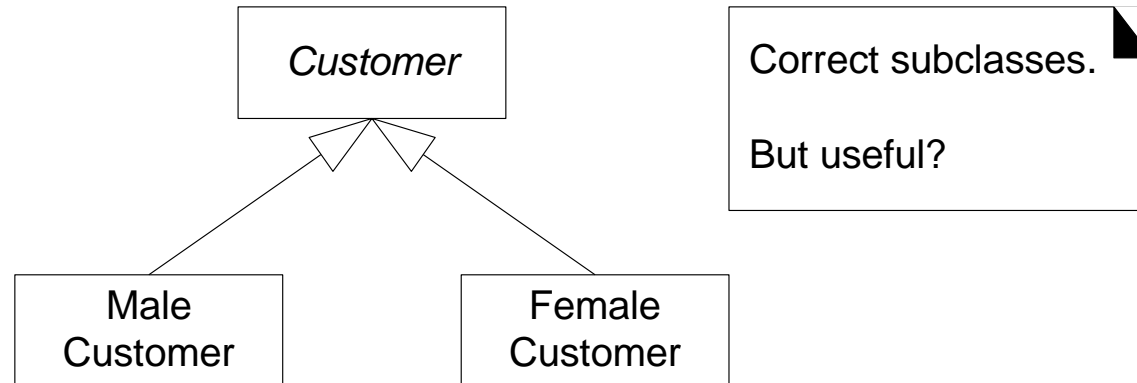 Customer
Correct subclasses.
But useful?
Male
Customer
Female
Customer